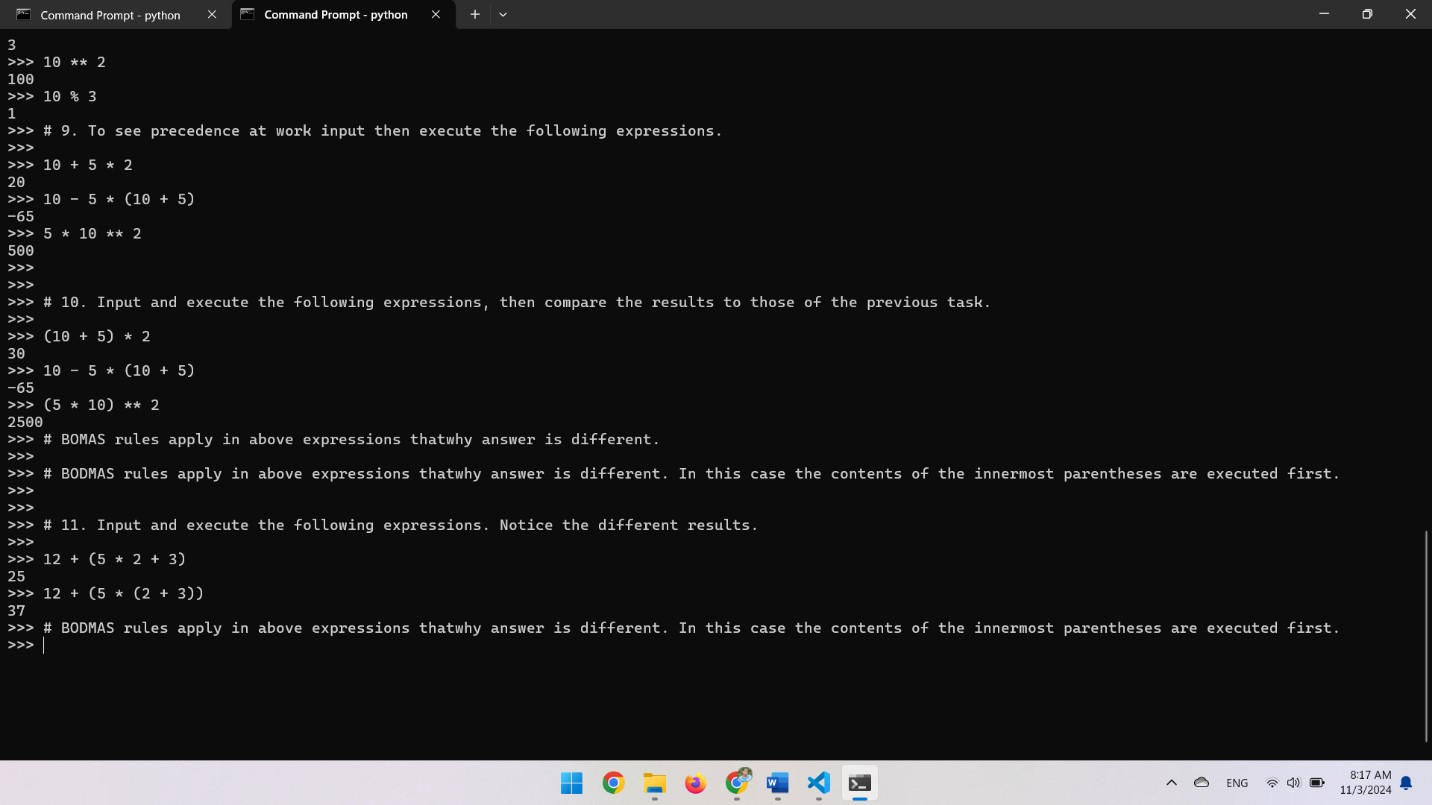 Command Prompt - python
Command Prompt - python
3
>>> 10 ** 2
100
>>> 10 % 3
1
>>> # 9. To see precedence at work input then execute the following expressions.
>>>
>>> 10 + 5 * 2
20
>>> 10 - 5 * (10 + 5)
-65
>>> 5 * 10 ** 2
500
>>>
>>>
>>> # 10. Input and execute the following expressions, then compare the results to those of the previous task.
>>>
>>> (10 + 5) * 2
30
>>> 10 - 5 * (10 + 5)
-65
>>> (5 * 10) ** 2
2500
>>> # BOMAS rules apply in above expressions thatwhy answer is different.
>>>
>>> # BODMAS rules apply in above expressions thatwhy answer is different. In this case the contents of the innermost parentheses are executed first.
>>>
>>>
>>> # 11. Input and execute the following expressions. Notice the different results.
>>>
>>> 12 + (5 * 2 + 3)
25
>>> 12 + (5 * (2 + 3))
37
>>> # BODMAS rules apply in above expressions thatwhy answer is different. In this case the contents of the innermost parentheses are executed first.
>>>
ENG
8:17 AM
11/3/2024